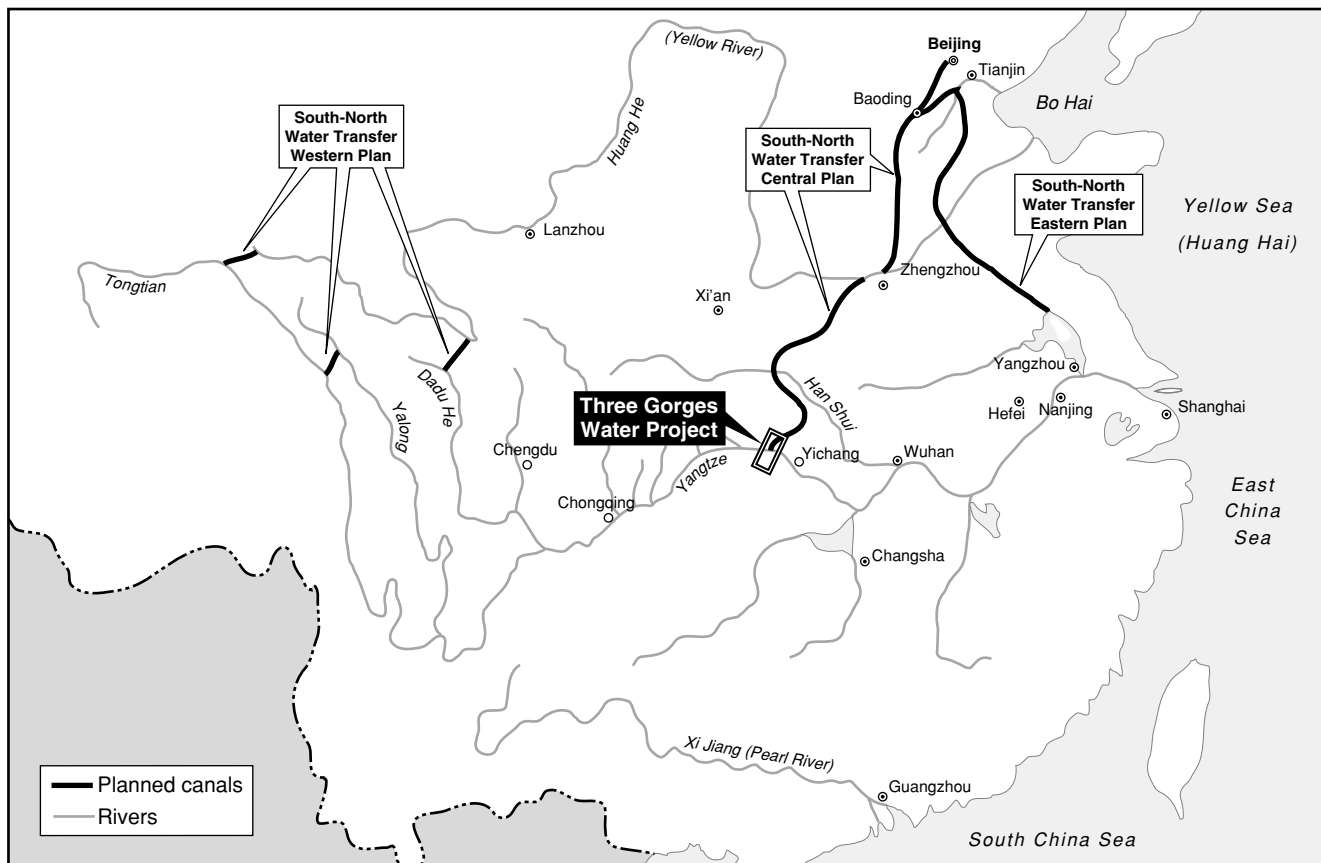 (Yellow River)
Beijing
Tianjin
Baoding
Bo Hai
Huang He
South-North
Water Transfer
Western Plan
South-North
Water Transfer
Central Plan
South-North
Water Transfer
Eastern Plan
Yellow Sea
(Huang Hai)
Lanzhou
Zhengzhou
Tongtian
Xi'an
Yangzhou
Dadu He
Han Shui
Three Gorges
Water Project
Hefei
Nanjing
Shanghai
Yalong
Chengdu
Yichang
Wuhan
Yangtze
Chongqing
East
China
Sea
Changsha
Xi Jiang (Pearl River)
Guangzhou
Planned canals
Rivers
South China Sea